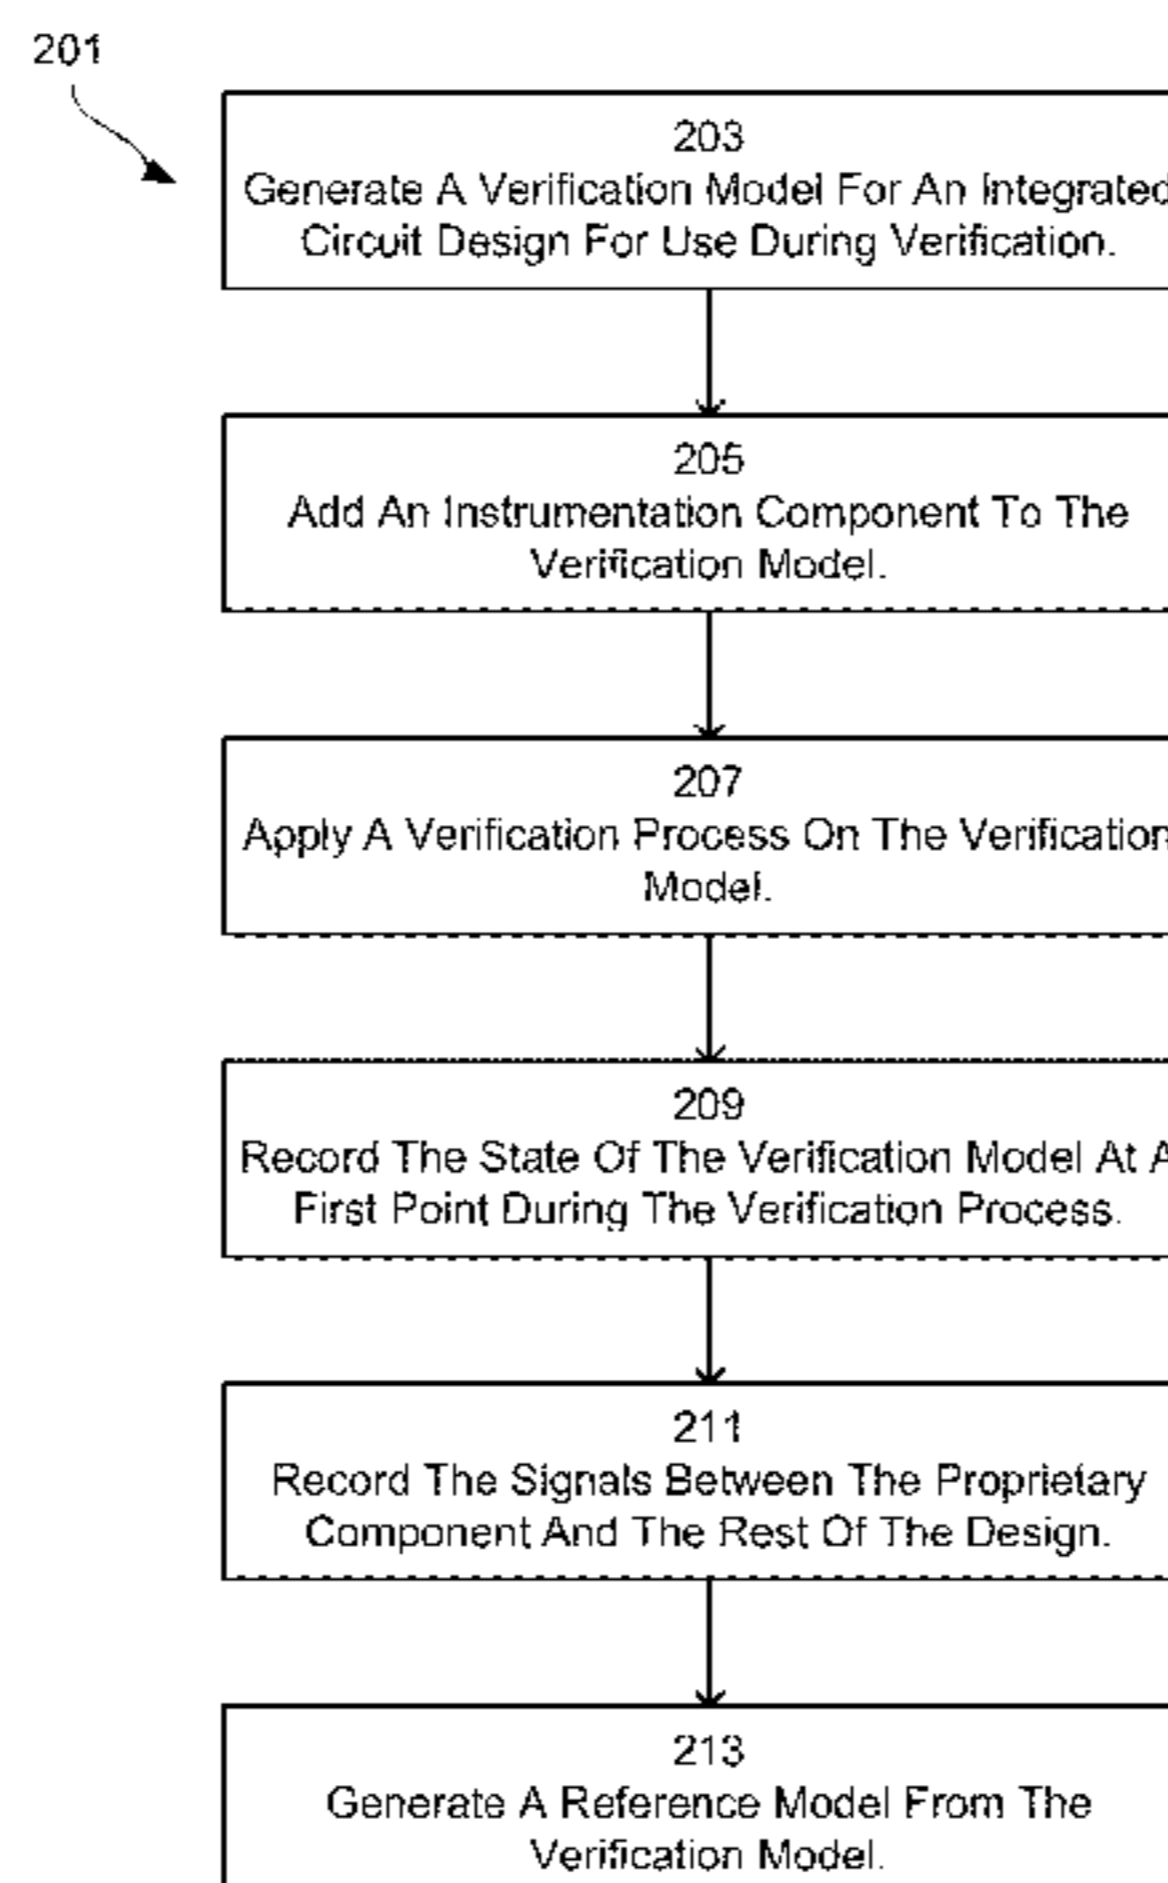 201
203
Generate A Verification Model For An Integrated
Circuit Design For Use During Verification.
205
Add An Instrumentation Component To The
Verification Model.
207
Apply A Verification Process On The Verification
Model.
209
Record The State Of The Verification Model At A
First Point During The Verification Process.
211
Record The Signals Between The Proprietary
Component And The Rest Of The Design.
213
Generate A Reference Model From The
Verification Model.